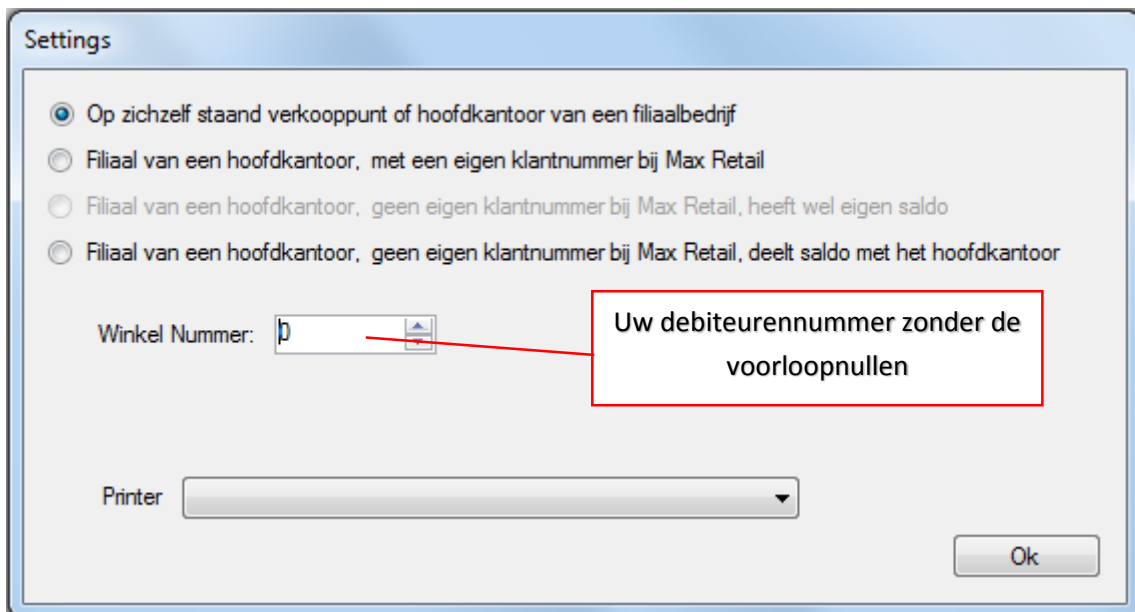 Settings
Op zichzelf staand verkooppunt of hoofdkantoor van een filiaalbedrijf
Filiaal van een hoofdkantoor, met een eigen klantnummer bij Max Retail
Filiaal van een hoofdkantoor, geen eigen klantnummer bij Max Retail, heeft wel eigen saldo
Filiaal van een hoofdkantoor, geen eigen klantnummer bij Max Retail, deelt saldo met het hoofdkantoor
Winkel Nummer: 0
Uw debiteurennummer zonder de
voorloopnullen
Printer
Ok